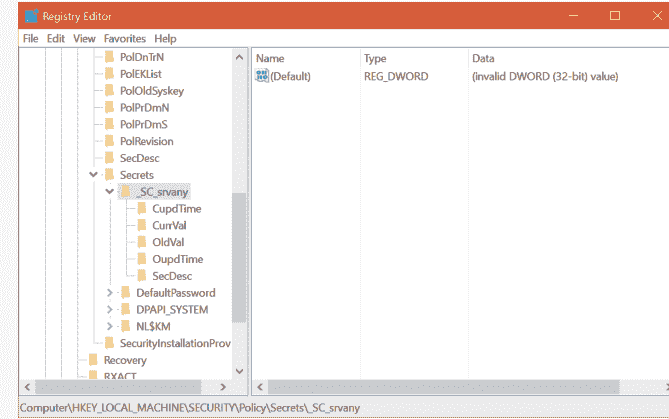 Registry Editor
File Edit View Favorites Help
PolDnTrN
PolEKList
PolOldSyskey
PolPrDmN
PolPrDmS
PolRevision
SecDesc
Secrets
_SC_srvany
CupdTime
CurrVal
OldVal
OupdTime
SecDesc
DefaultPassword
DPAPI_SYSTEM
NL$KM
SecurityInstallationProv
Recovery
RXACT
Name Type Data
(Default) REG_DWORD (invalid DWORD (32-bit) value)
Computer\HKEY_LOCAL_MACHINE\SECURITY\Policy\Secrets\_SC_srvany